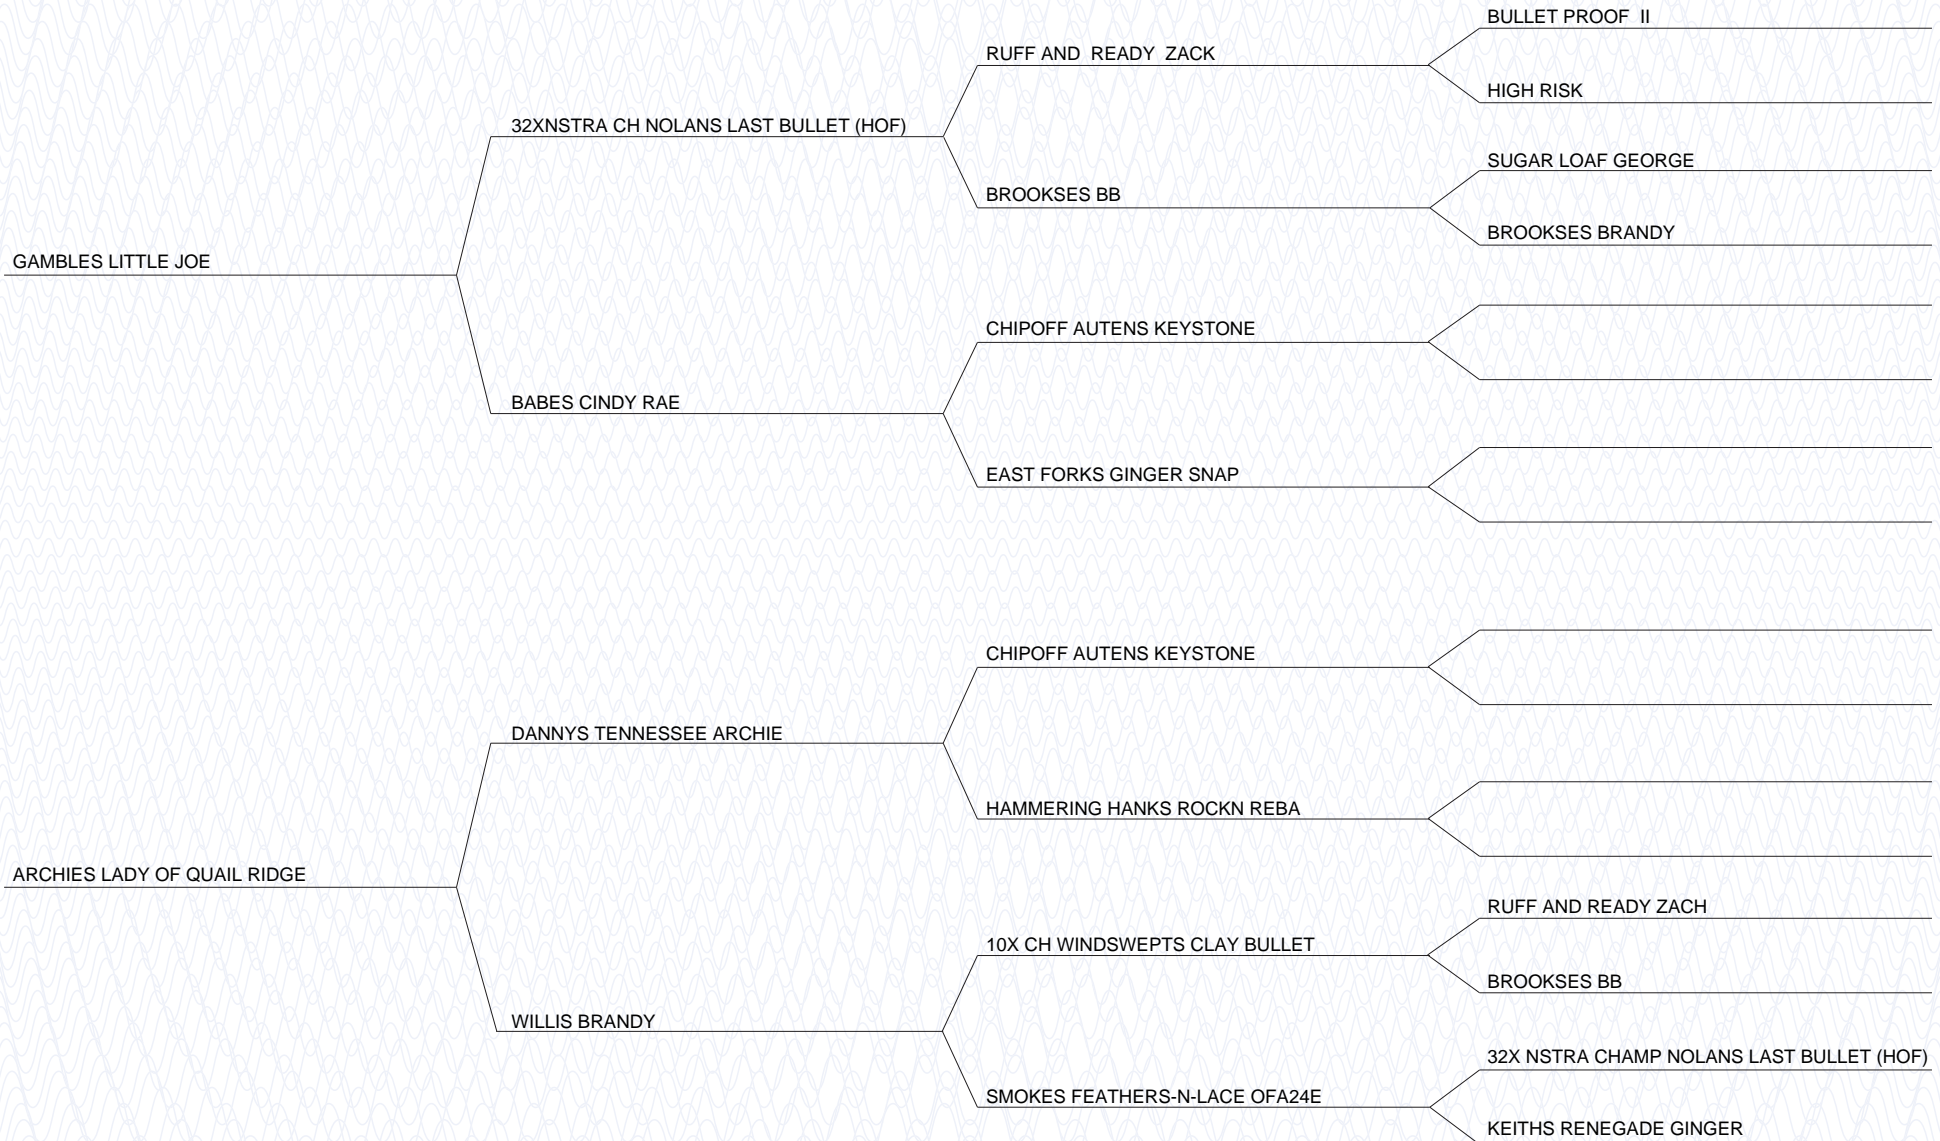 BULLET PROOF  II
RUFF AND  READY  ZACK
HIGH RISK
32XNSTRA CH NOLANS LAST BULLET (HOF)
SUGAR LOAF GEORGE
BROOKSES BB
BROOKSES BRANDY
GAMBLES LITTLE JOE
CHIPOFF AUTENS KEYSTONE
BABES CINDY RAE
EAST FORKS GINGER SNAP
CHIPOFF AUTENS KEYSTONE
DANNYS TENNESSEE ARCHIE
HAMMERING HANKS ROCKN REBA
ARCHIES LADY OF QUAIL RIDGE
RUFF AND READY ZACH
10X CH WINDSWEPTS CLAY BULLET
BROOKSES BB
WILLIS BRANDY
32X NSTRA CHAMP NOLANS LAST BULLET (HOF)
SMOKES FEATHERS-N-LACE OFA24E
KEITHS RENEGADE GINGER